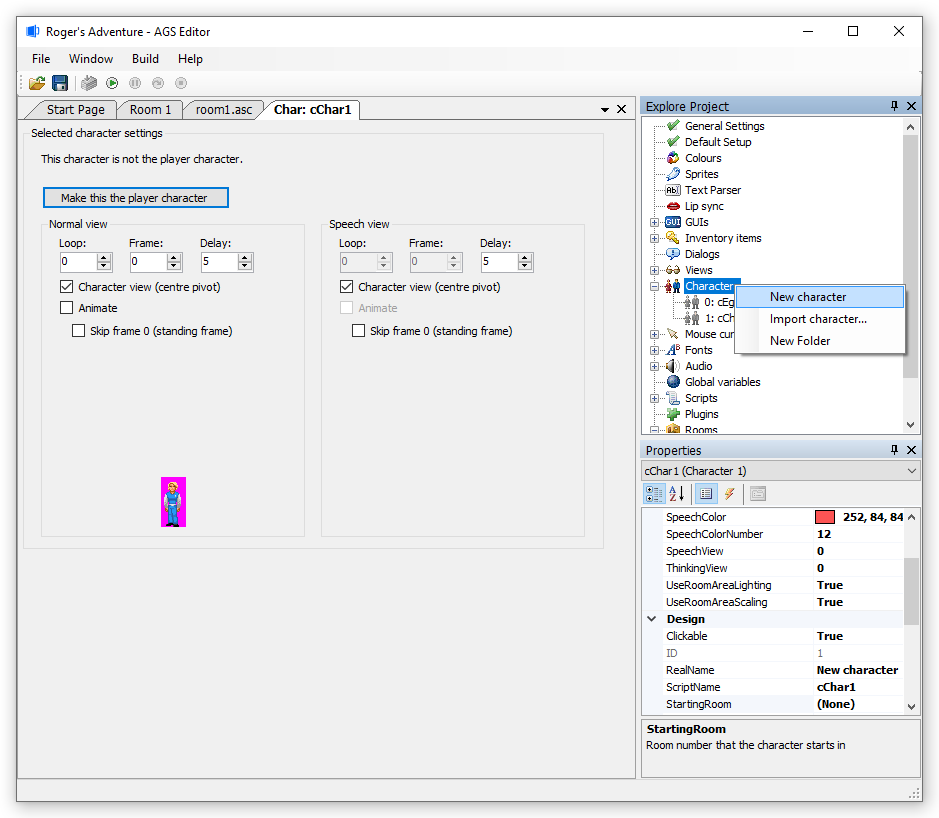 Roger's Adventure - AGS Editor
File Window Build Help
Start Page Room 1 room1.asc Char: cChar1
Selected character settings
This character is not the player character.
Make this the player character
Normal view
Loop: Frame: Delay:
0 0 5
Character view (centre pivot)
Animate
Skip frame 0 (standing frame)
Speech view
Loop: Frame: Delay:
0 0 5
Character view (centre pivot)
Animate
Skip frame 0 (standing frame)
Explore Project
General Settings
Default Setup
Colours
Sprites
Abl Text Parser
Lip sync
GUI GUIs
Inventory items
Dialogs
Views
Character
0: cEg
1: cCh
Mouse cur
Fonts
Audio
Global variables
Scripts
Plugins
Rooms
New character
Import character...
New Folder
Properties
cChar1 (Character 1)
SpeechColor 252, 84, 84
SpeechColorNumber 12
SpeechView 0
ThinkingView 0
UseRoomAreaLighting True
UseRoomAreaScaling True
Design
Clickable True
ID 1
RealName New character
ScriptName cChar1
StartingRoom (None)
StartingRoom
Room number that the character starts in